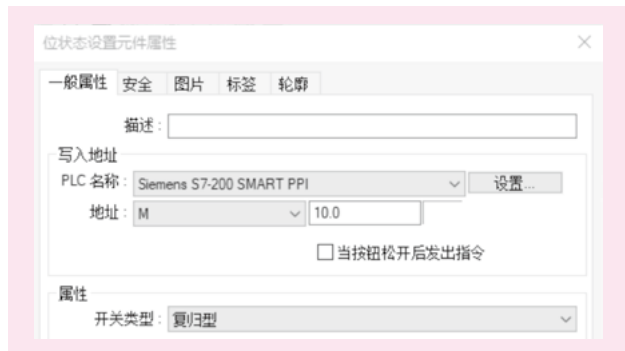 位状态设置元件属性
一般属性 安全 图片 标签 轮廓
描述：
写入地址
PLC 名称： Siemens S7-200 SMART PPI 设置...
地址： M 10.0
当按钮松开后发出指令
属性
开关类型： 复归型